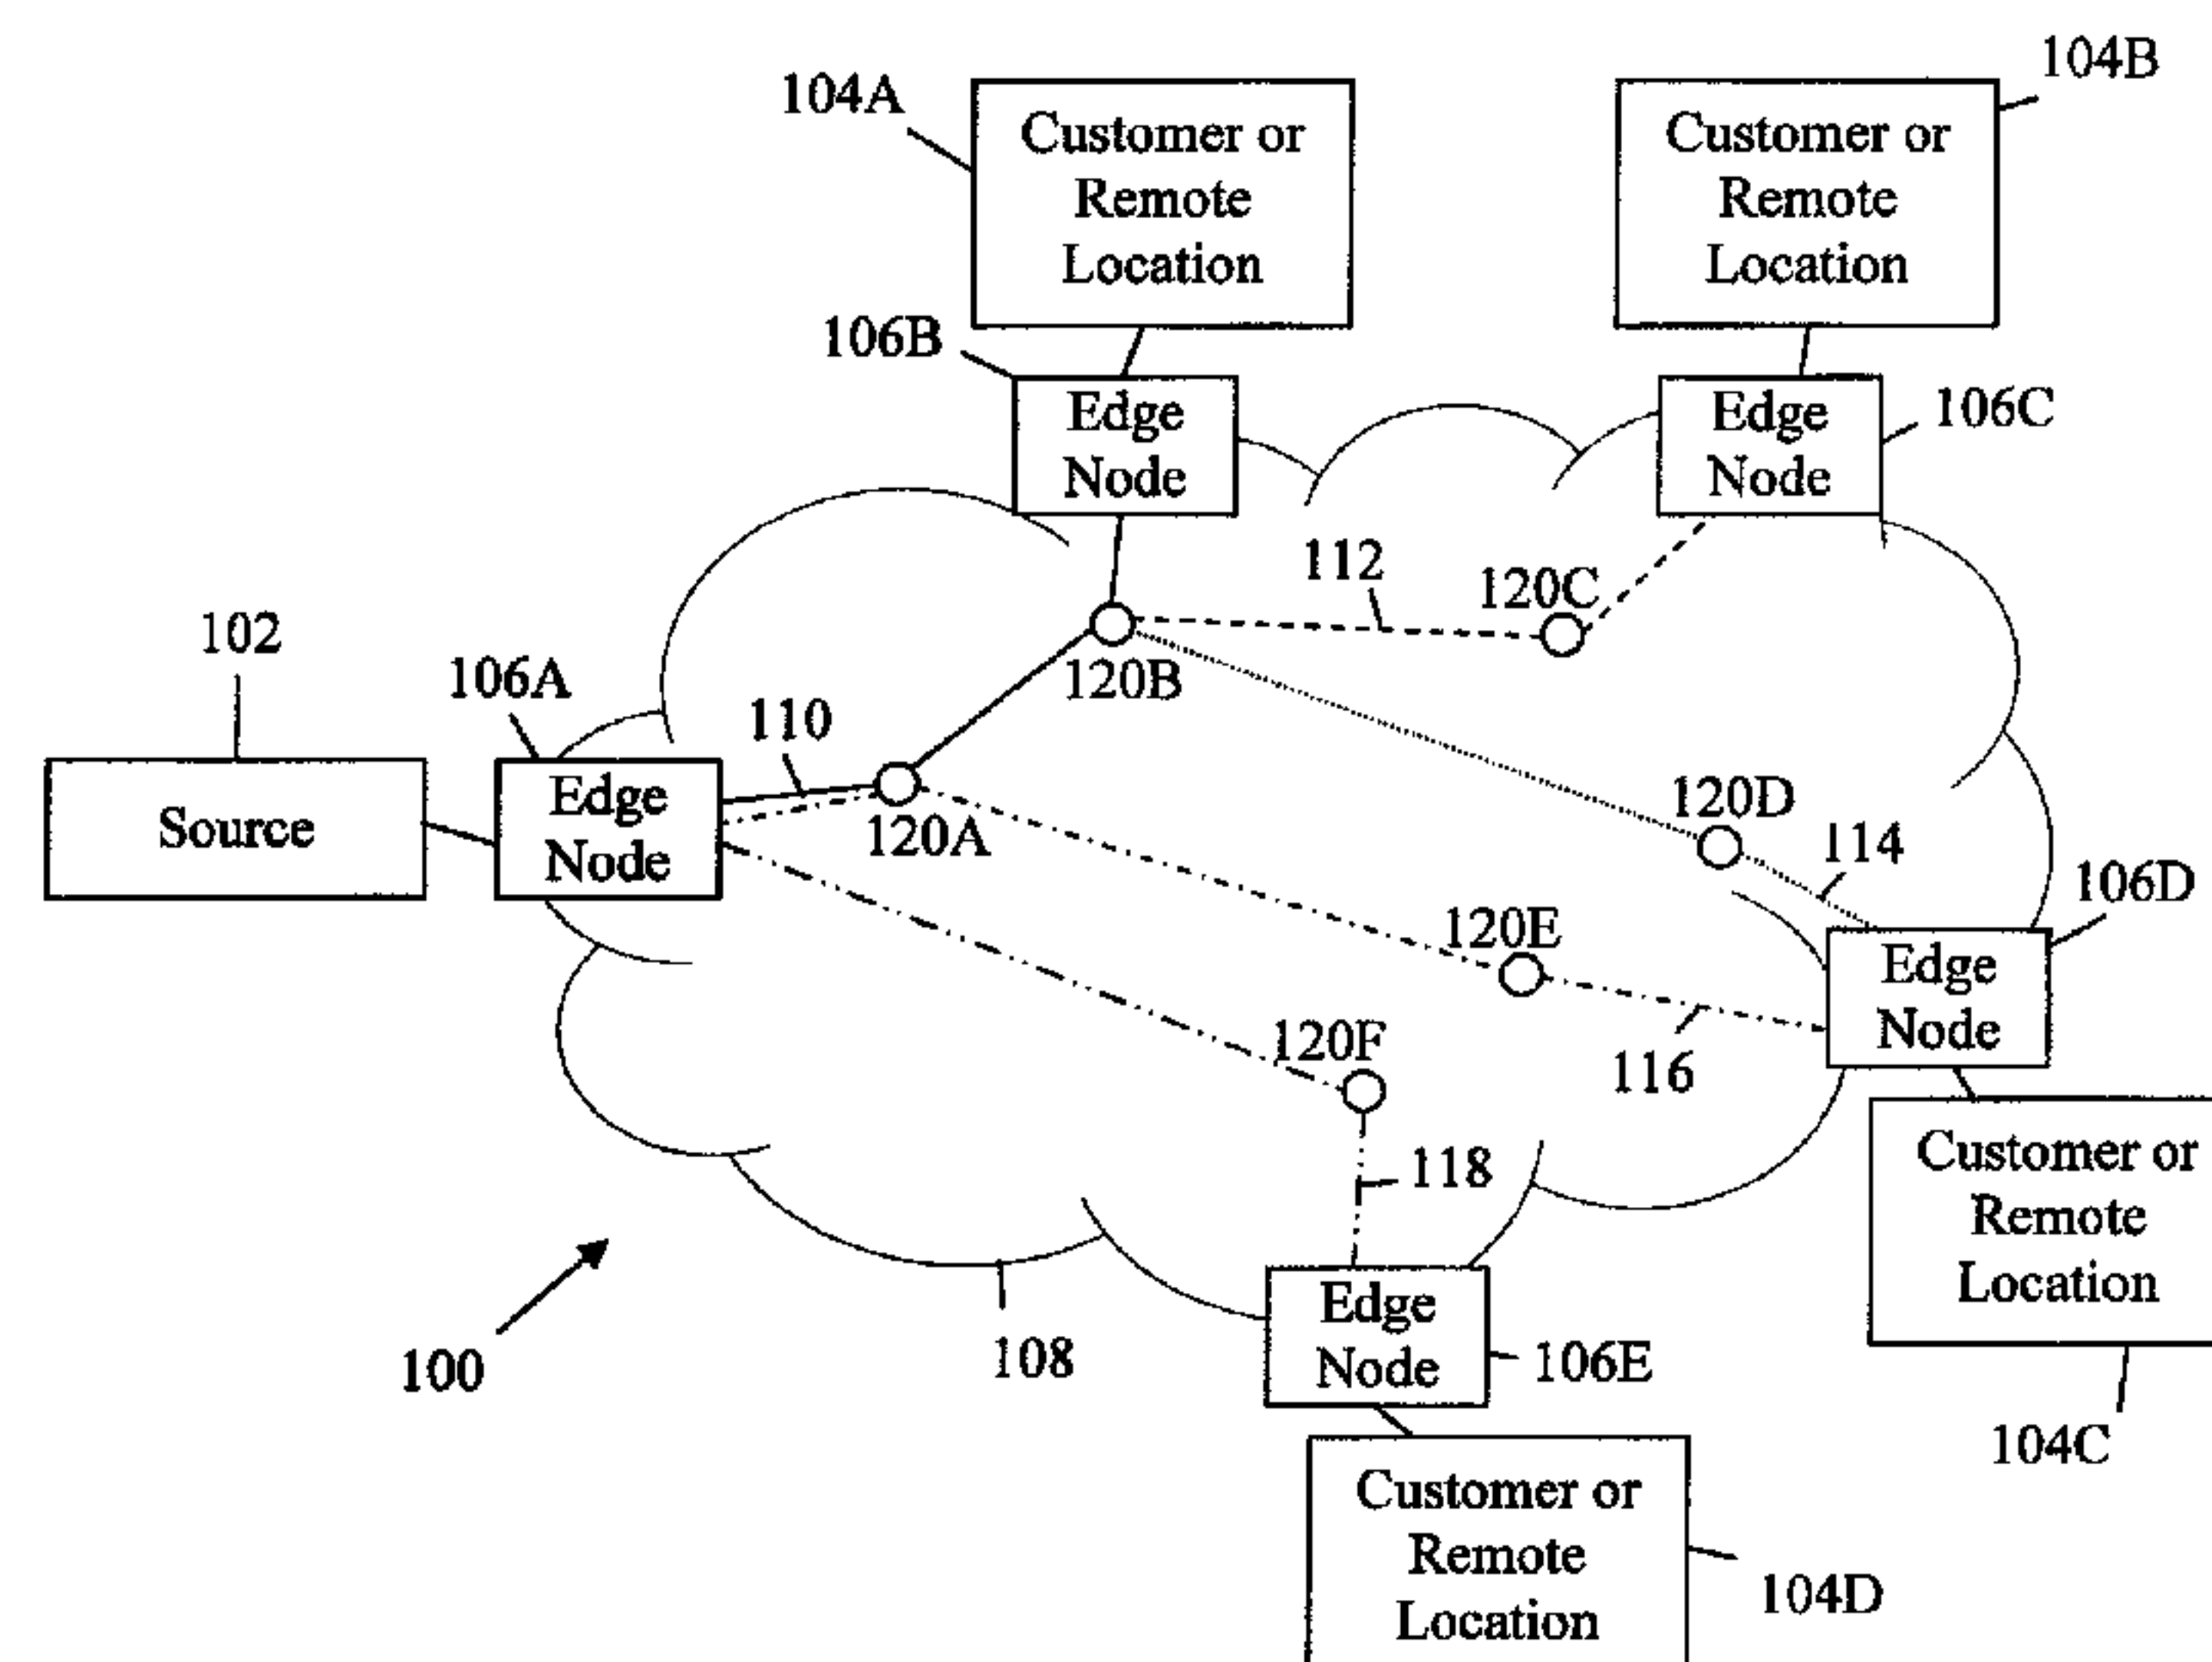 104A
Customer or
Remote
Location
104B
Customer or
Remote
Location
106B
Edge
Node
106C
Edge
Node
112
120C
102
120B
106A
110
Source
Edge
Node
120A
120D
114
106D
Edge
Node
120E
116
120F
118
Customer or
Remote
Location
104C
100
108
Edge
Node
106E
Customer or
Remote
Location
104D